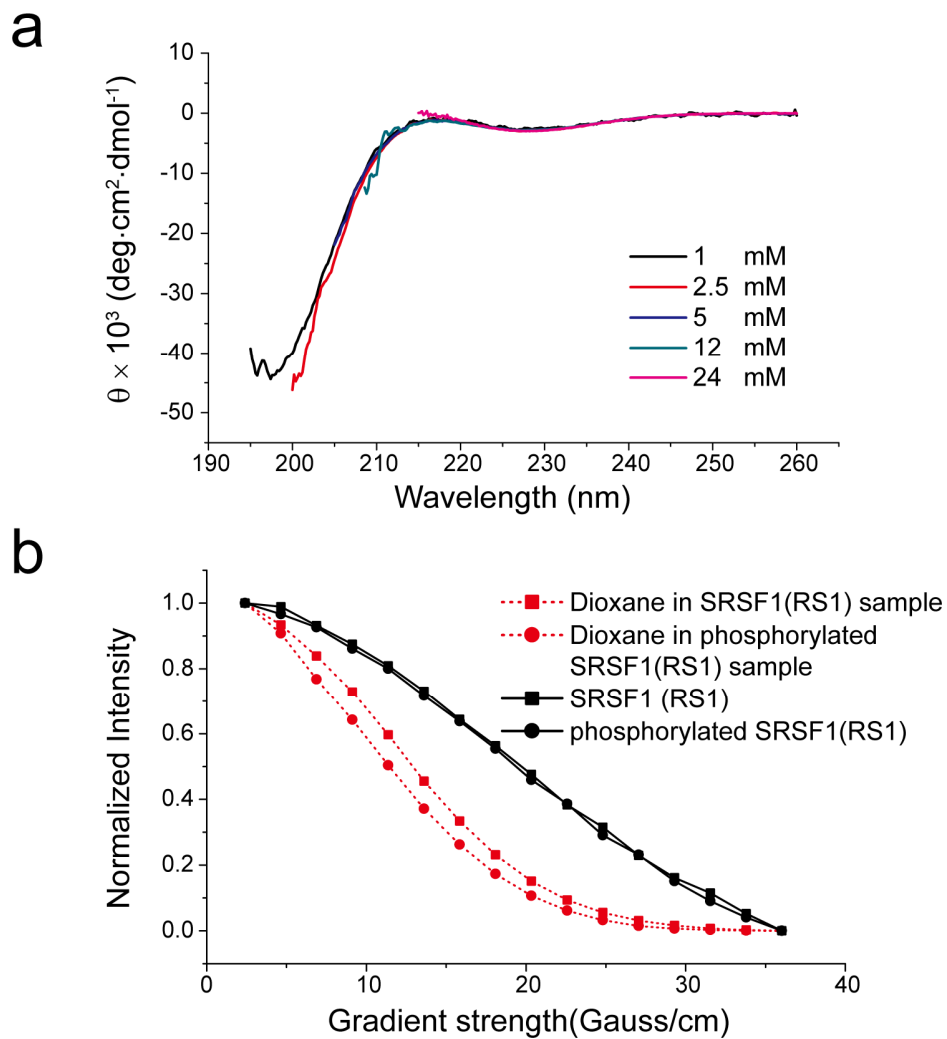 a
10
0
-10
-20
-30
-40
-50
θ × 10³ (deg·cm²·dmol⁻¹)
1 mM
2.5 mM
5 mM
12 mM
24 mM
190 200 210 220 230 240 250 260
Wavelength (nm)
b
1.0
0.8
0.6
0.4
0.2
0.0
Normalized Intensity
Dioxane in SRSF1(RS1) sample
Dioxane in phosphorylated
SRSF1(RS1) sample
SRSF1 (RS1)
phosphorylated SRSF1(RS1)
0 10 20 30 40
Gradient strength(Gauss/cm)